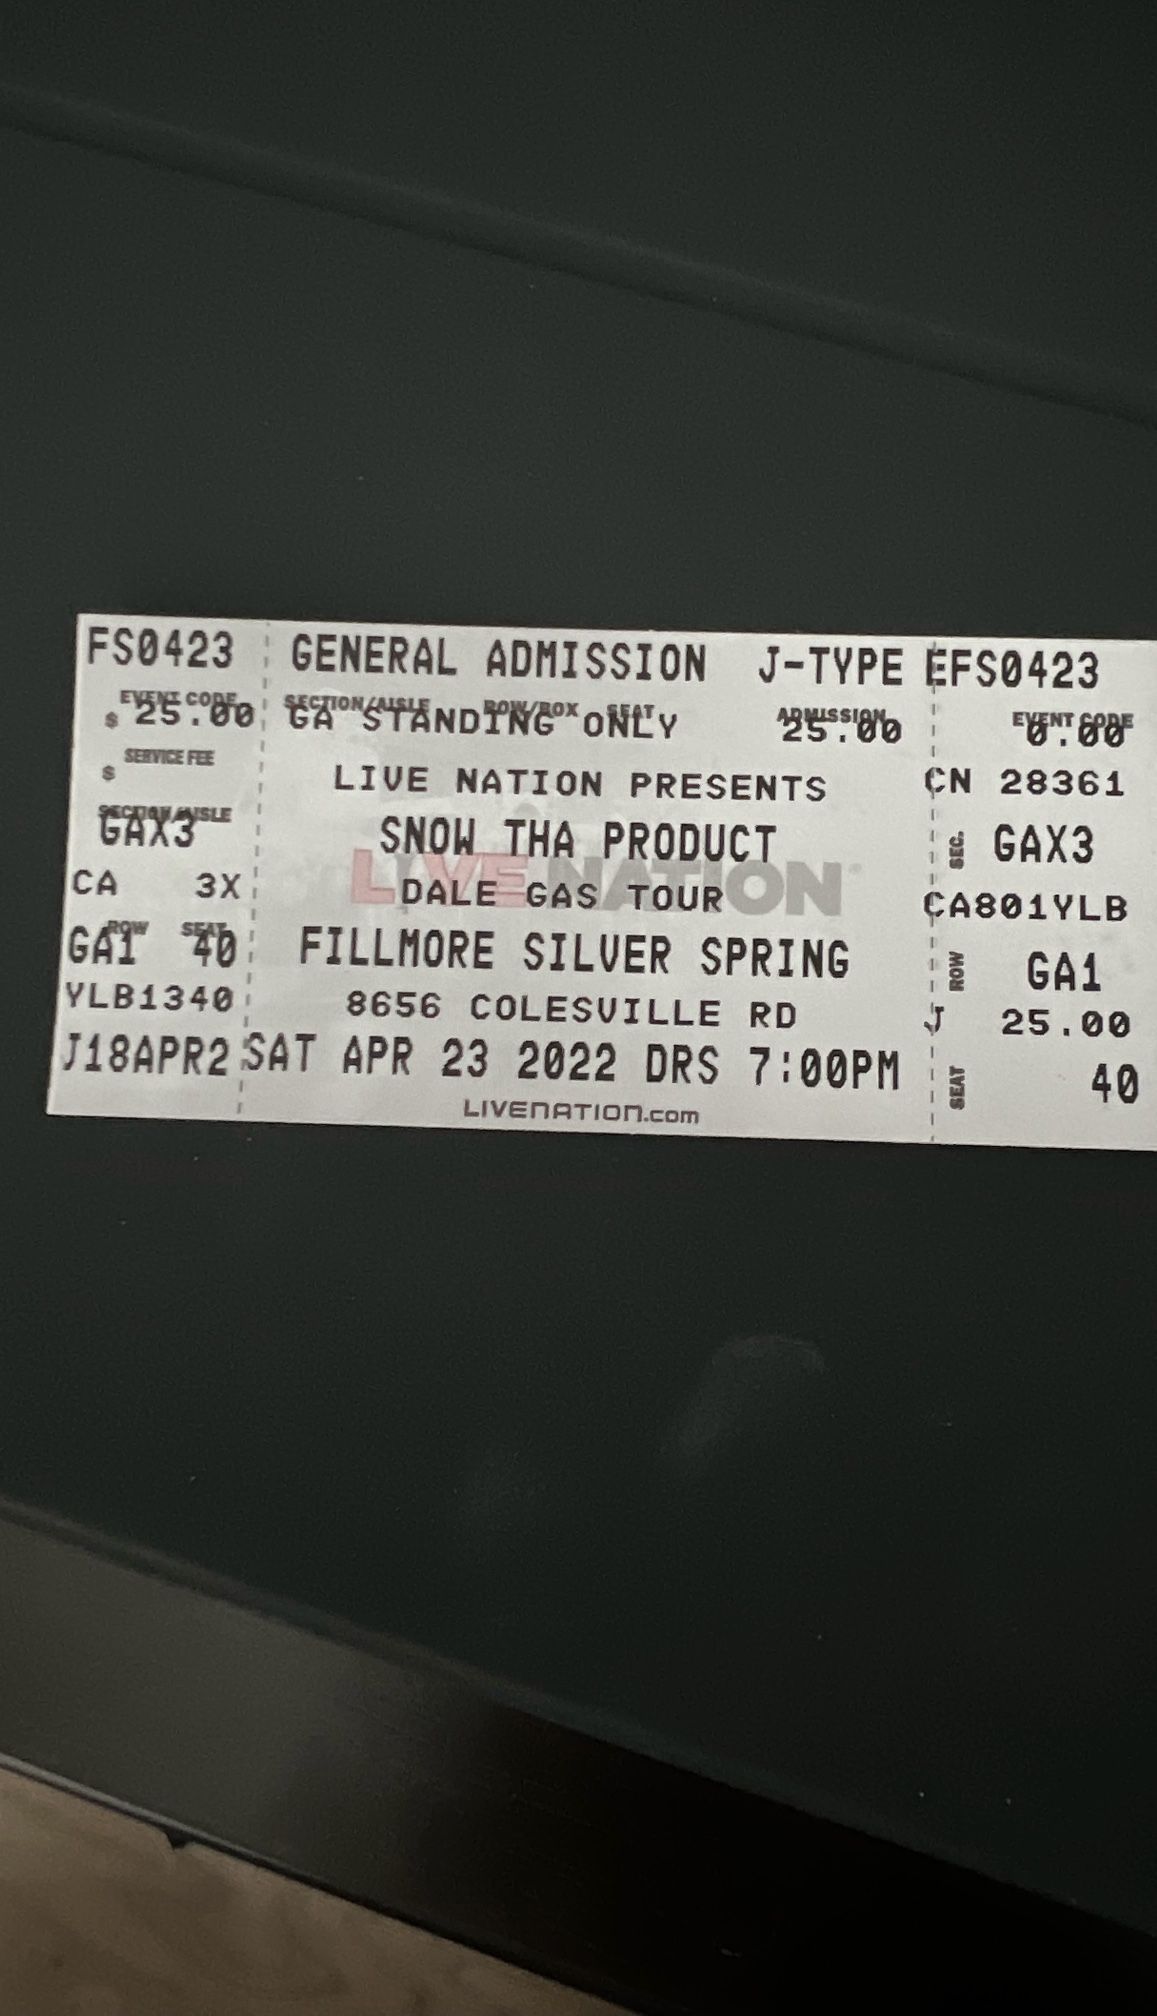 FS0423 GENERAL ADMISSION J-TYPE EFS0423
EVENT CODE SECTION/AISLE ROW/BOX SEAT ADMISSION EVENT CODE
$ 25.00 GA STANDING ONLY 25.00 0.00
SERVICE FEE
$
LIVE NATION PRESENTS CN 28361
SECTION/AISLE
GAX3 SNOW THA PRODUCT SEC. GAX3
LIVE NATION
CA 3X DALE GAS TOUR CA801YLB
ROW SEAT
GA1 40 FILLMORE SILVER SPRING ROW GA1
YLB1340 8656 COLESVILLE RD J 25.00
J18APR2 SAT APR 23 2022 DRS 7:00PM SEAT 40
LIVENATION.com